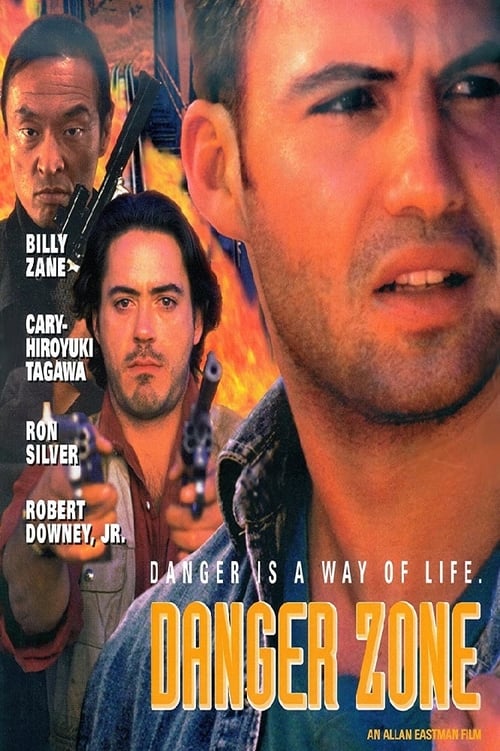 BILLY
ZANE
CARY-
HIROYUKI
TAGAWA
RON
SILVER
ROBERT
DOWNEY, JR.
DANGER IS A WAY OF LIFE.
DANGER ZONE
AN ALLAN EASTMAN FILM